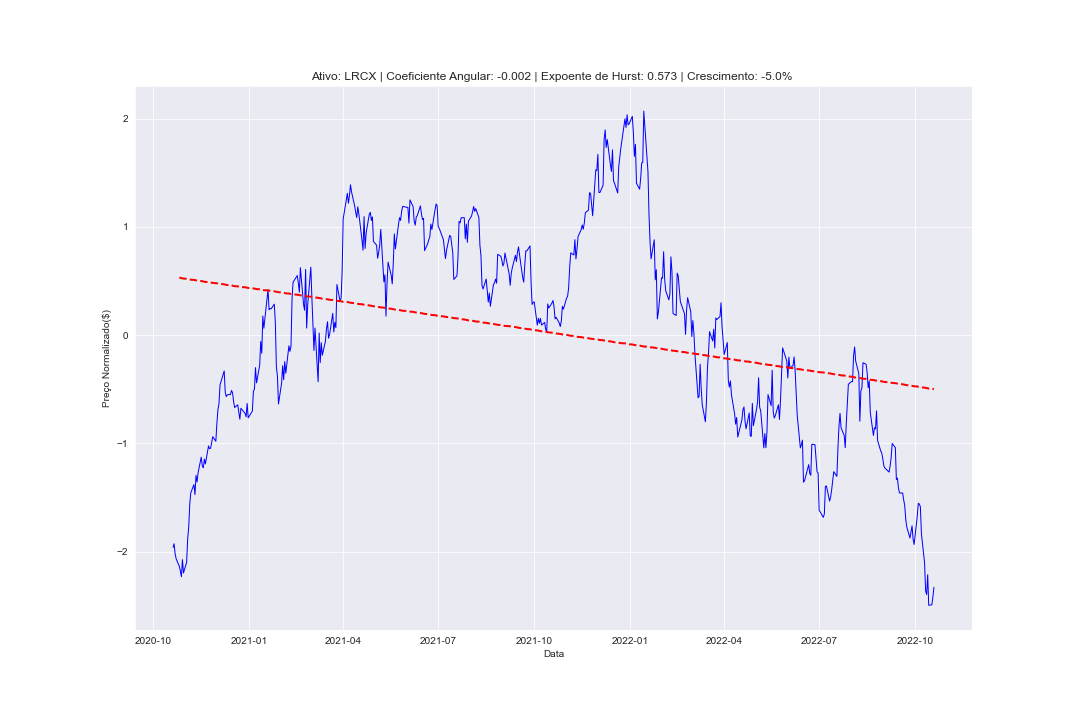 Ativo: LRCX | Coeficiente Angular: -0.002 | Expoente de Hurst: 0.573 | Crescimento: -5.0%
Preço Normalizado($)
2
1
0
−1
−2
2020-10 2021-01 2021-04 2021-07 2021-10 2022-01 2022-04 2022-07 2022-10
Data